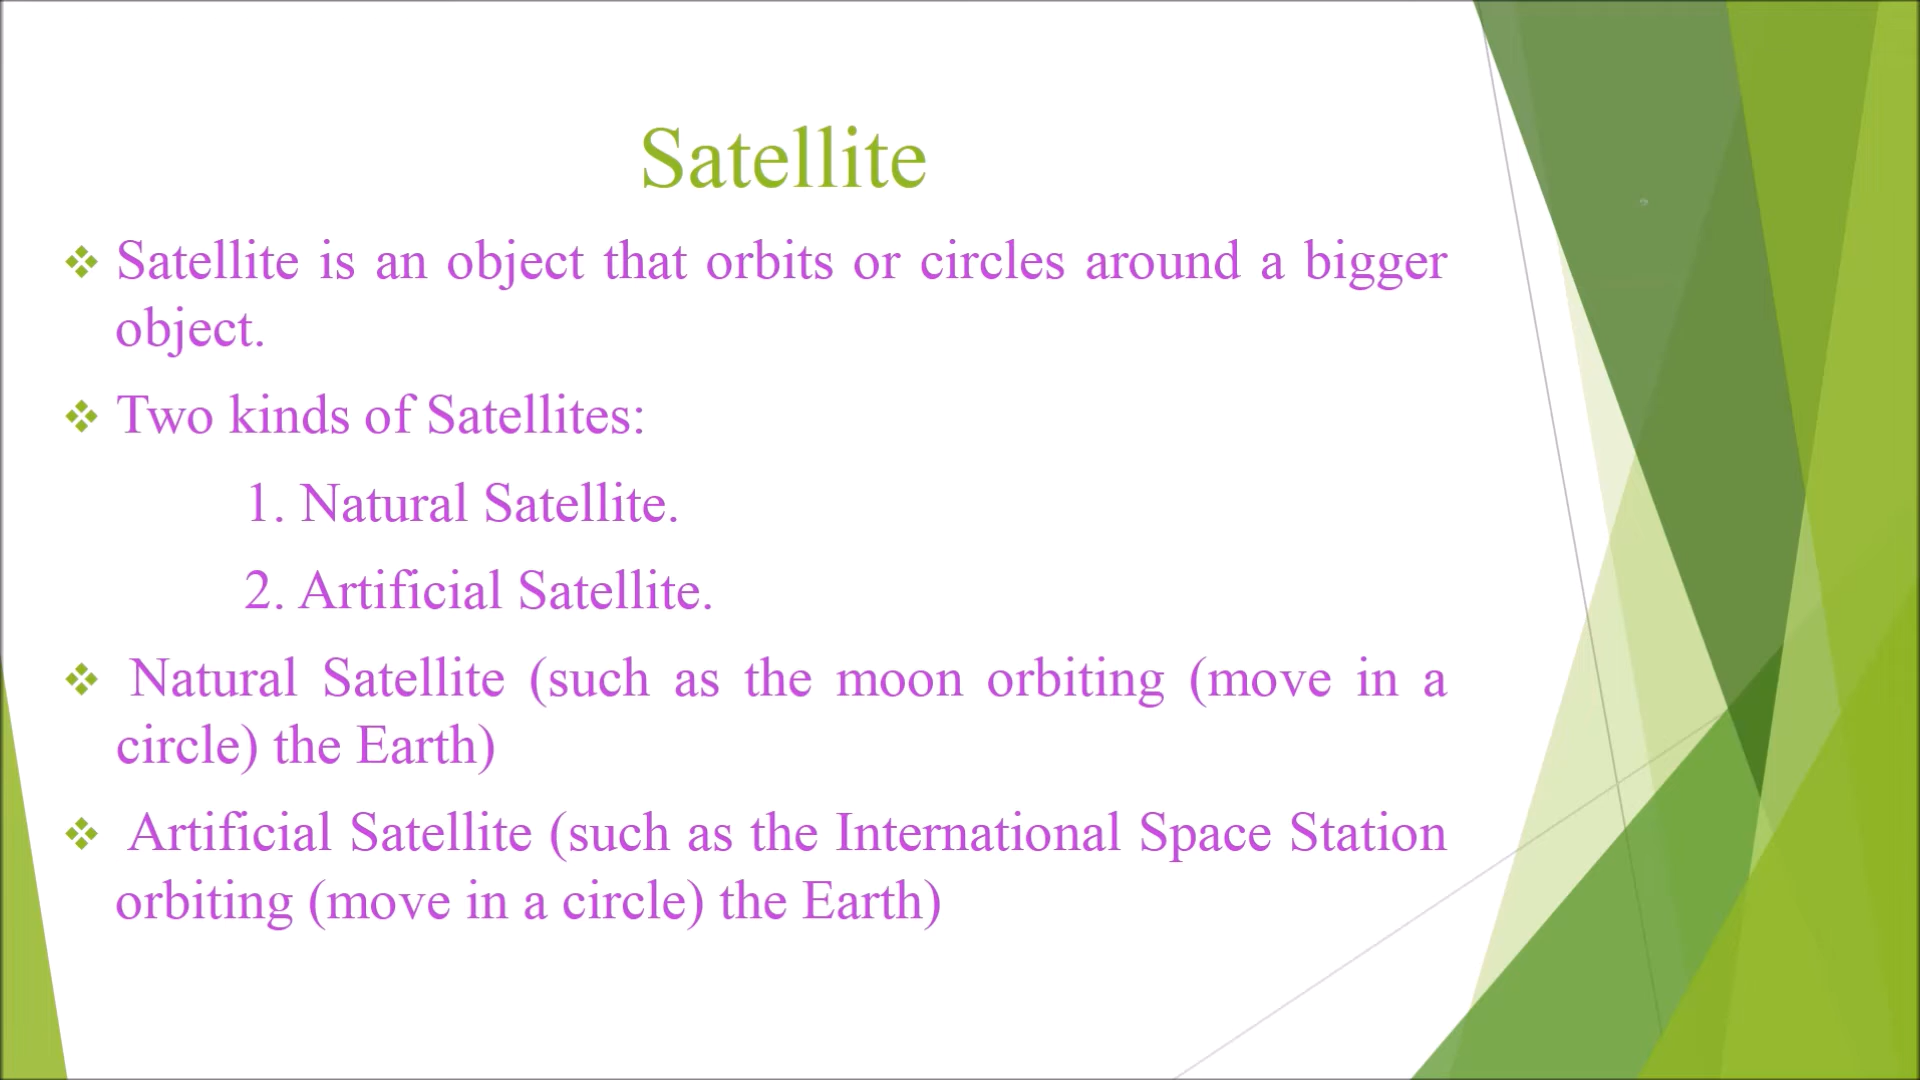 Satellite
Satellite is an object that orbits or circles around a bigger
object.
Two kinds of Satellites:
1. Natural Satellite.
2. Artificial Satellite.
Natural Satellite (such as the moon orbiting (move in a
circle) the Earth)
Artificial Satellite (such as the International Space Station
orbiting (move in a circle) the Earth)